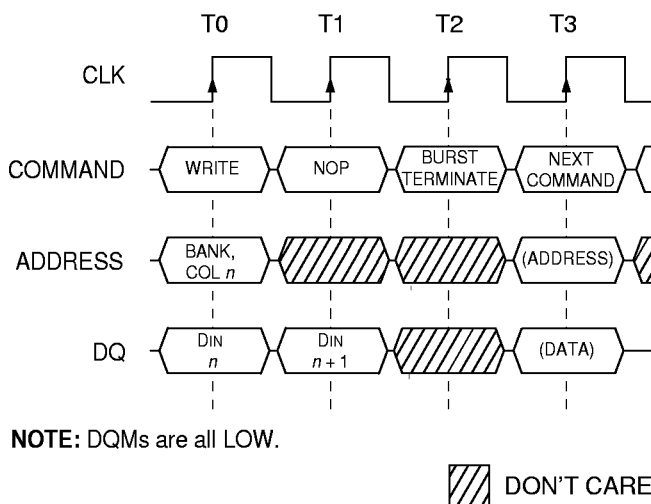 T0 T1 T2 T3
CLK
COMMAND WRITE NOP BURST TERMINATE NEXT COMMAND
ADDRESS BANK, COL n (ADDRESS)
DQ DIN n DIN n + 1 (DATA)
NOTE: DQMs are all LOW.
DON'T CARE